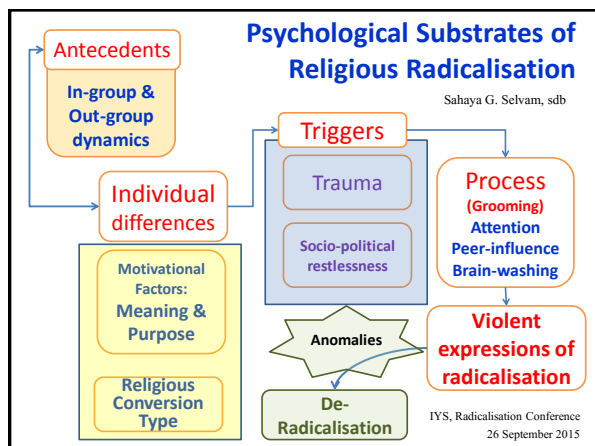 Psychological Substrates of
Religious Radicalisation
Sahaya G. Selvam, sdb
Antecedents
In-group &
Out-group
dynamics
Individual
differences
Motivational
Factors:
Meaning &
Purpose
Religious
Conversion
Type
Triggers
Trauma
Socio-political
restlessness
Process
(Grooming)
Attention
Peer-influence
Brain-washing
Violent
expressions of
radicalisation
Anomalies
De-
Radicalisation
IYS, Radicalisation Conference
26 September 2015